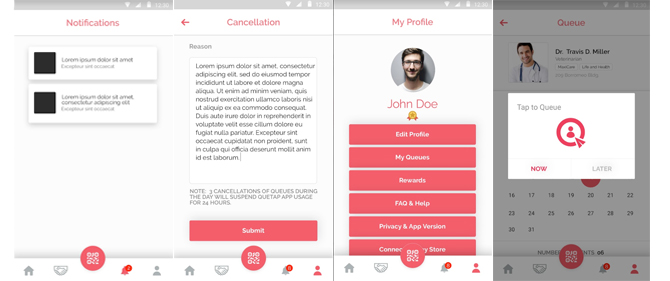 12:30
Notifications
Lorem ipsum dolor sit amet
Excepteur sint occaecat
Lorem ipsum dolor sit amet,
consectetur adipiscing elit
Excepteur sint occaecat
12:30
Cancellation
Reason
Lorem ipsum dolor sit amet, consectetur
adipiscing elit, sed do eiusmod tempor
incididunt ut labore et dolore magna
aliqua. Ut enim ad minim veniam, quis
nostrud exercitation ullamco laboris nisi
ut aliquip ex ea commodo consequat.
Duis aute irure dolor in reprehenderit in
voluptate velit esse cillum dolore eu
fugiat nulla pariatur. Excepteur sint
occaecat cupidatat non proident, sunt
in culpa qui officia deserunt mollit anim
id est laborum.
NOTE: 3 CANCELLATIONS OF QUEUES DURING
THE DAY WILL SUSPEND QUETAP APP USAGE
FOR 24 HOURS.
Submit
12:30
My Profile
John Doe
Edit Profile
My Queues
Rewards
FAQ & Help
Privacy & App Version
Connec
Store
12:30
Queue
Dr. Travis D. Miller
Veterinarian
Tap to Queue
NOW
LATER
16 17 18 19 20 21 22
23 24 25 26 27 28 29
30 31
NUMBER
NTS: 06